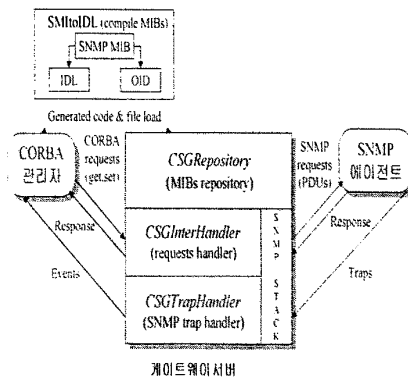 SMItoIDL (compile MIBs)
SNMP MIB
IDL
OID
Generated code & file load
CORBA
관리자
CORBA
requests
(get,set)
CSGRepository
(MIBs repository)
SNMP
requests
(PDUs)
SNMP
에이전트
Response
CSGInterHandler
(requests handler)
Response
Events
CSGTrapHandler
(SNMP trap handler)
SNMP STACK
Traps
게이트웨이서버